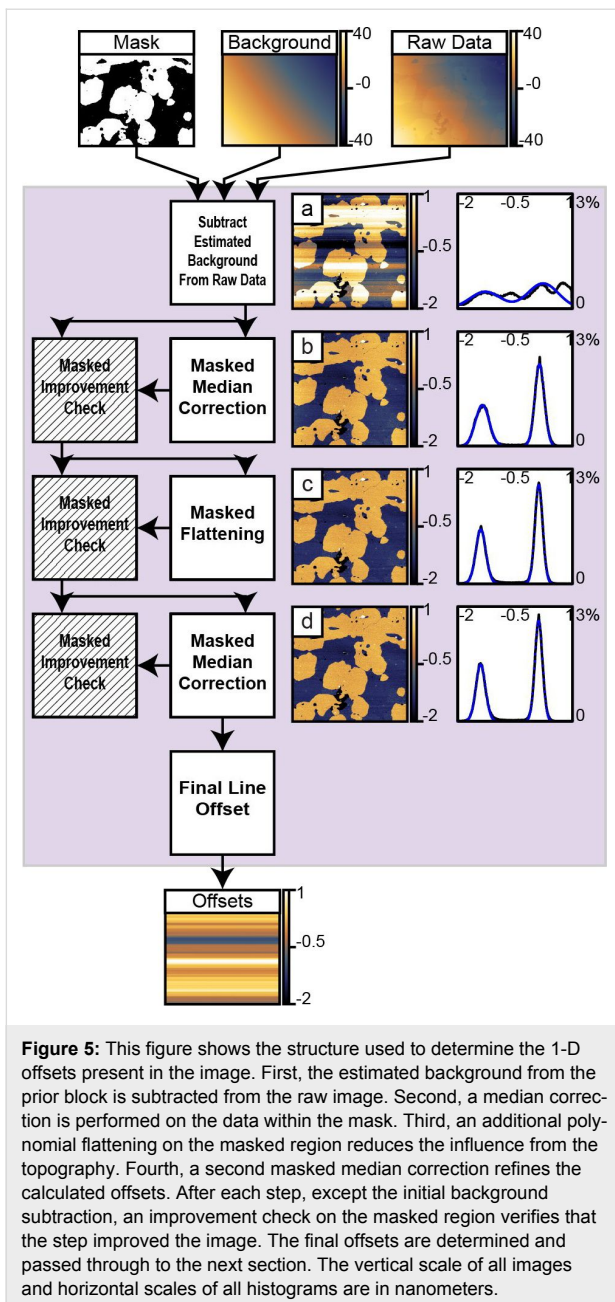 Mask
Background
Raw Data
40
-0
-40
40
-0
-40
Subtract
Estimated
Background
From Raw Data
a
1
-0.5
-2
-2
-0.5
13%
0
Masked
Improvement
Check
Masked
Median
Correction
b
1
-0.5
-2
-2
-0.5
13%
0
Masked
Improvement
Check
Masked
Flattening
c
1
-0.5
-2
-2
-0.5
13%
0
Masked
Improvement
Check
Masked
Median
Correction
d
1
-0.5
-2
-2
-0.5
13%
0
Final Line
Offset
Offsets
1
-0.5
-2
Figure 5: This figure shows the structure used to determine the 1-D
offsets present in the image. First, the estimated background from the
prior block is subtracted from the raw image. Second, a median correc-
tion is performed on the data within the mask. Third, an additional poly-
nomial flattening on the masked region reduces the influence from the
topography. Fourth, a second masked median correction refines the
calculated offsets. After each step, except the initial background
subtraction, an improvement check on the masked region verifies that
the step improved the image. The final offsets are determined and
passed through to the next section. The vertical scale of all images
and horizontal scales of all histograms are in nanometers.